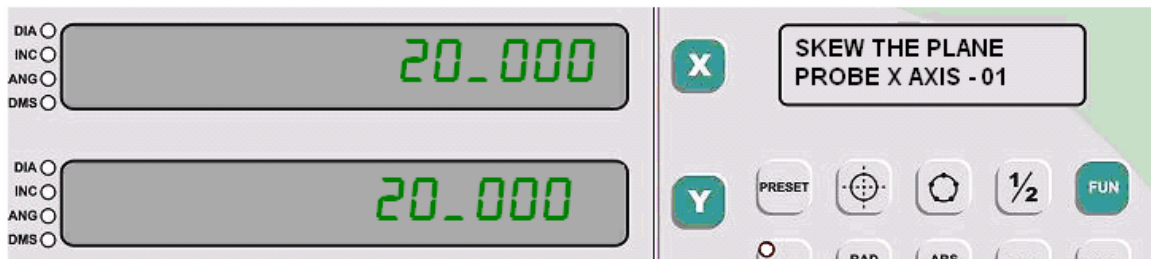 DIA
INC
ANG
DMS
20_000
X
SKEW THE PLANE
PROBE X AXIS - 01
DIA
INC
ANG
DMS
20_000
Y
PRESET
1/2
FUN